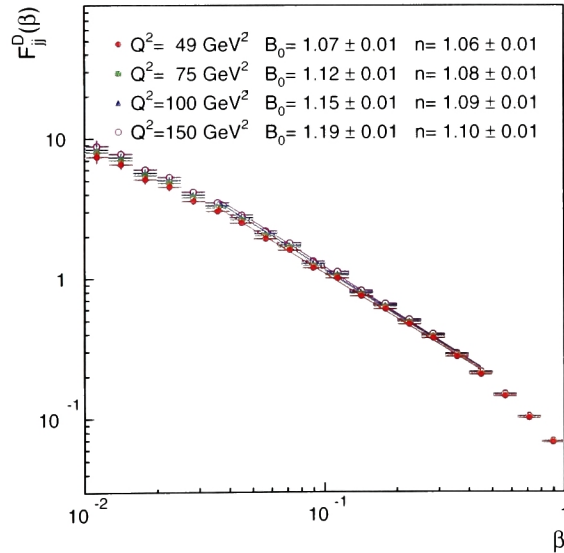 F^D_jj(β)
Q²= 49 GeV² B₀= 1.07 ± 0.01 n= 1.06 ± 0.01
Q²= 75 GeV² B₀= 1.12 ± 0.01 n= 1.08 ± 0.01
Q²=100 GeV² B₀= 1.15 ± 0.01 n= 1.09 ± 0.01
Q²=150 GeV² B₀= 1.19 ± 0.01 n= 1.10 ± 0.01
10
1
10⁻¹
10⁻² 10⁻¹ 1
β